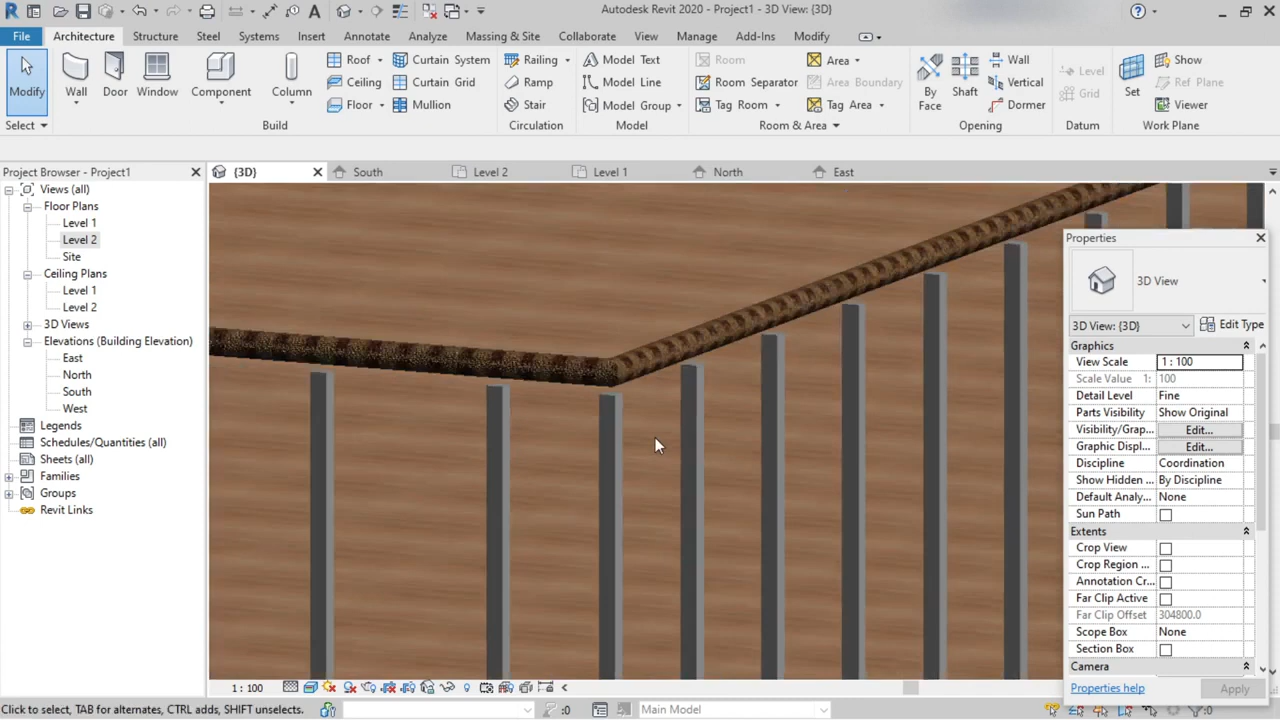 Autodesk Revit 2020 - Project1 - 3D View: {3D}
File Architecture Structure Steel Systems Insert Annotate Analyze Massing & Site Collaborate View Manage Add-Ins Modify
Modify
Select
Wall
Door
Window
Component
Column
Roof
Ceiling
Floor
Curtain System
Curtain Grid
Mullion
Build
Railing
Ramp
Stair
Circulation
Model Text
Model Line
Model Group
Model
Room
Room Separator
Tag Room
Area
Area Boundary
Tag Area
Room & Area
By
Face
Shaft
Wall
Vertical
Dormer
Opening
Level
Grid
Datum
Set
Show
Ref Plane
Viewer
Work Plane
Project Browser - Project1
{3D} South Level 2 Level 1 North East
Views (all)
Floor Plans
Level 1
Level 2
Site
Ceiling Plans
Level 1
Level 2
3D Views
Elevations (Building Elevation)
East
North
South
West
Legends
Schedules/Quantities (all)
Sheets (all)
Families
Groups
Revit Links
Properties
3D View
3D View: {3D} Edit Type
Graphics
View Scale 1 : 100
Scale Value 1: 100
Detail Level Fine
Parts Visibility Show Original
Visibility/Grap... Edit...
Graphic Displ... Edit...
Discipline Coordination
Show Hidden ... By Discipline
Default Analy... None
Sun Path
Extents
Crop View
Crop Region ...
Annotation Cr...
Far Clip Active
Far Clip Offset 304800.0
Scope Box None
Section Box
Camera
Properties help Apply
1 : 100
Click to select, TAB for alternates, CTRL adds, SHIFT unselects. :0 Main Model :0